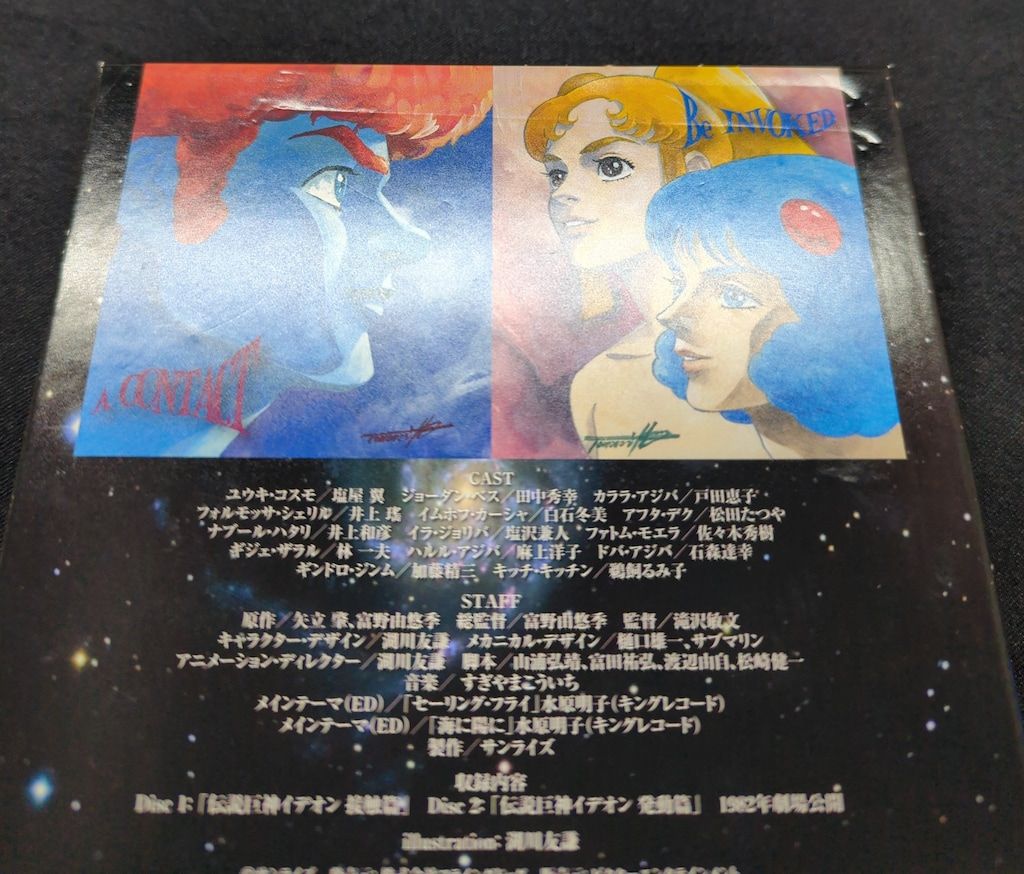 Be INVOKED
A CONTACT
CAST
ユウキ・コスモ/塩屋 翼 ジョーダン・ベス/田中秀幸 カララ・アジバ/戸田恵子
フォルモッサ・シェリル/井上 瑤 イムホフ・カーシャ/白石冬美 アフタ・デク/松田たつや
ナブール・ハタリ/井上和彦 イラ・ジョリバ/塩沢兼人 ファトム・モエラ/佐々木秀樹
ギジェ・ザラル/林 一夫 ハルル・アジバ/麻上洋子 ドバ・アジバ/石森達幸
ギンドロ・ジンム/加藤精三 キッチ・キッチン/鵜飼るみ子
STAFF
原作/矢立 肇、富野由悠季 総監督/富野由悠季 監督/滝沢敏文
キャラクター・デザイン/湖川友謙 メカニカル・デザイン/樋口雄一、サブマリン
アニメーション・ディレクター/湖川友謙 脚本/山浦弘靖、富田祐弘、渡辺由自、松崎健一
音楽/すぎやまこういち
メインテーマ(ED)/「セーリング・フライ」水原明子(キングレコード)
メインテーマ(ED)/「海に陽に」水原明子(キングレコード)
製作/サンライズ
収録内容
Disc 1:「伝説巨神イデオン 接触篇」 Disc 2:「伝説巨神イデオン 発動篇」 1982年劇場公開
illustration: 湖川友謙